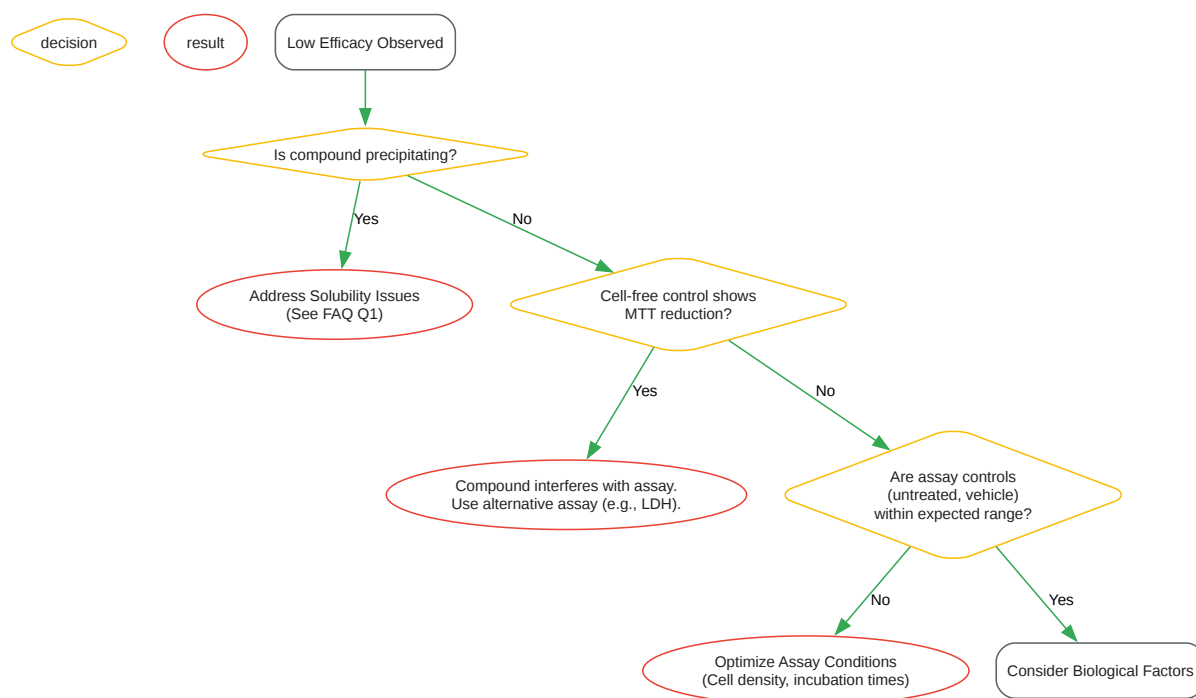 decision
result
Low Efficacy Observed
Is compound precipitating?
Yes
No
Address Solubility Issues
(See FAQ Q1)
Cell-free control shows
MTT reduction?
Yes
No
Compound interferes with assay.
Use alternative assay (e.g., LDH).
Are assay controls
(untreated, vehicle)
within expected range?
No
Yes
Optimize Assay Conditions
(Cell density, incubation times)
Consider Biological Factors